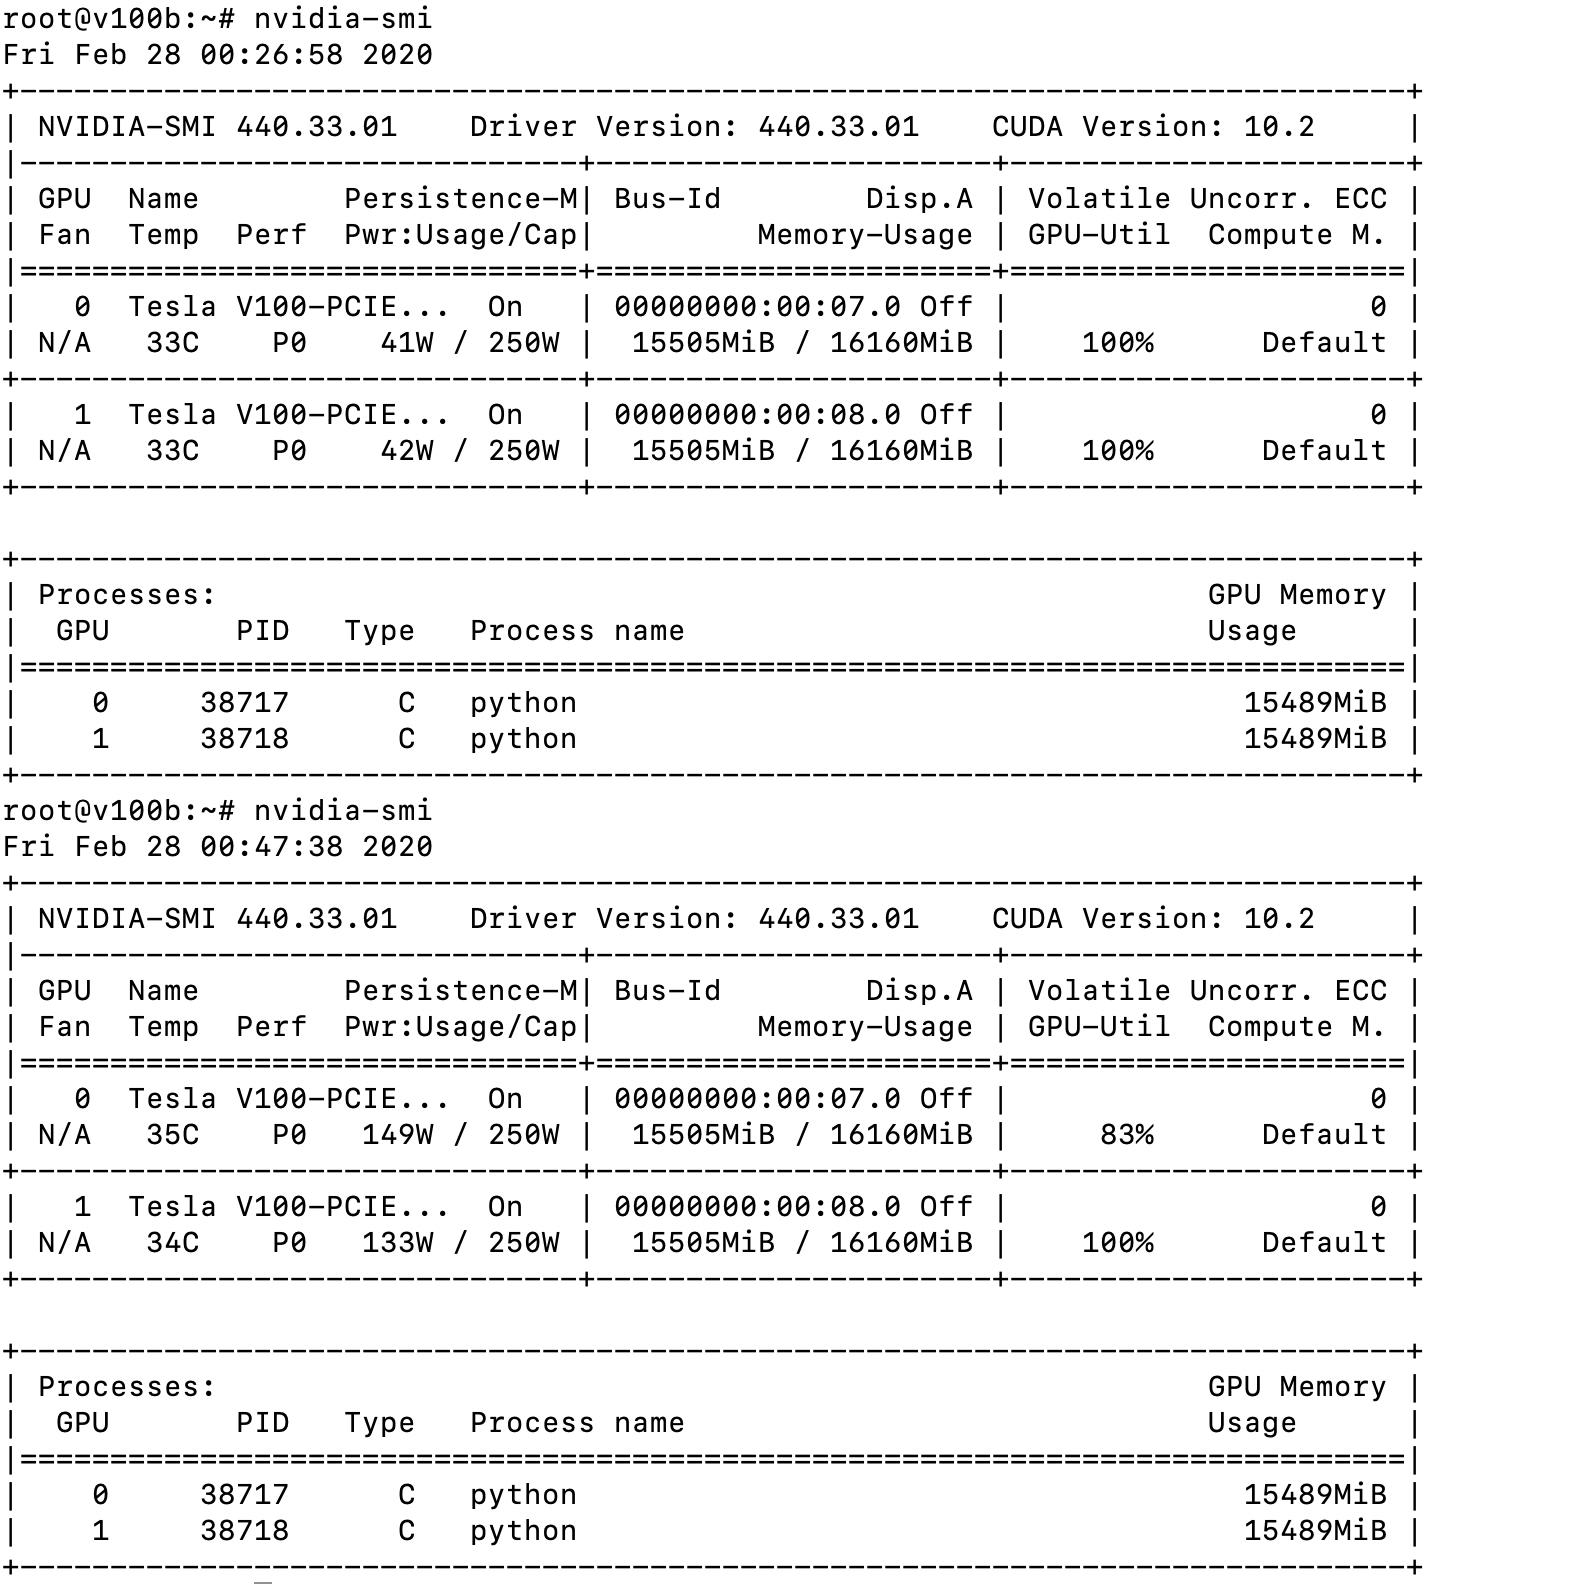 root@v100b:~# nvidia-smi
Fri Feb 28 00:26:58 2020
+-----------------------------------------------------------------------------+
| NVIDIA-SMI 440.33.01    Driver Version: 440.33.01    CUDA Version: 10.2     |
|-------------------------------+----------------------+----------------------+
| GPU  Name        Persistence-M| Bus-Id        Disp.A | Volatile Uncorr. ECC |
| Fan  Temp  Perf  Pwr:Usage/Cap|         Memory-Usage | GPU-Util  Compute M. |
|===============================+======================+======================|
|   0  Tesla V100-PCIE...  On   | 00000000:00:07.0 Off |                    0 |
| N/A   33C    P0    41W / 250W |  15505MiB / 16160MiB |    100%      Default |
+-------------------------------+----------------------+----------------------+
|   1  Tesla V100-PCIE...  On   | 00000000:00:08.0 Off |                    0 |
| N/A   33C    P0    42W / 250W |  15505MiB / 16160MiB |    100%      Default |
+-------------------------------+----------------------+----------------------+

+-----------------------------------------------------------------------------+
| Processes:                                                       GPU Memory |
|  GPU       PID   Type   Process name                             Usage      |
|=============================================================================|
|    0     38717      C   python                                     15489MiB |
|    1     38718      C   python                                     15489MiB |
+-----------------------------------------------------------------------------+
root@v100b:~# nvidia-smi
Fri Feb 28 00:47:38 2020
+-----------------------------------------------------------------------------+
| NVIDIA-SMI 440.33.01    Driver Version: 440.33.01    CUDA Version: 10.2     |
|-------------------------------+----------------------+----------------------+
| GPU  Name        Persistence-M| Bus-Id        Disp.A | Volatile Uncorr. ECC |
| Fan  Temp  Perf  Pwr:Usage/Cap|         Memory-Usage | GPU-Util  Compute M. |
|===============================+======================+======================|
|   0  Tesla V100-PCIE...  On   | 00000000:00:07.0 Off |                    0 |
| N/A   35C    P0   149W / 250W |  15505MiB / 16160MiB |     83%      Default |
+-------------------------------+----------------------+----------------------+
|   1  Tesla V100-PCIE...  On   | 00000000:00:08.0 Off |                    0 |
| N/A   34C    P0   133W / 250W |  15505MiB / 16160MiB |    100%      Default |
+-------------------------------+----------------------+----------------------+

+-----------------------------------------------------------------------------+
| Processes:                                                       GPU Memory |
|  GPU       PID   Type   Process name                             Usage      |
|=============================================================================|
|    0     38717      C   python                                     15489MiB |
|    1     38718      C   python                                     15489MiB |
+-----------------------------------------------------------------------------+